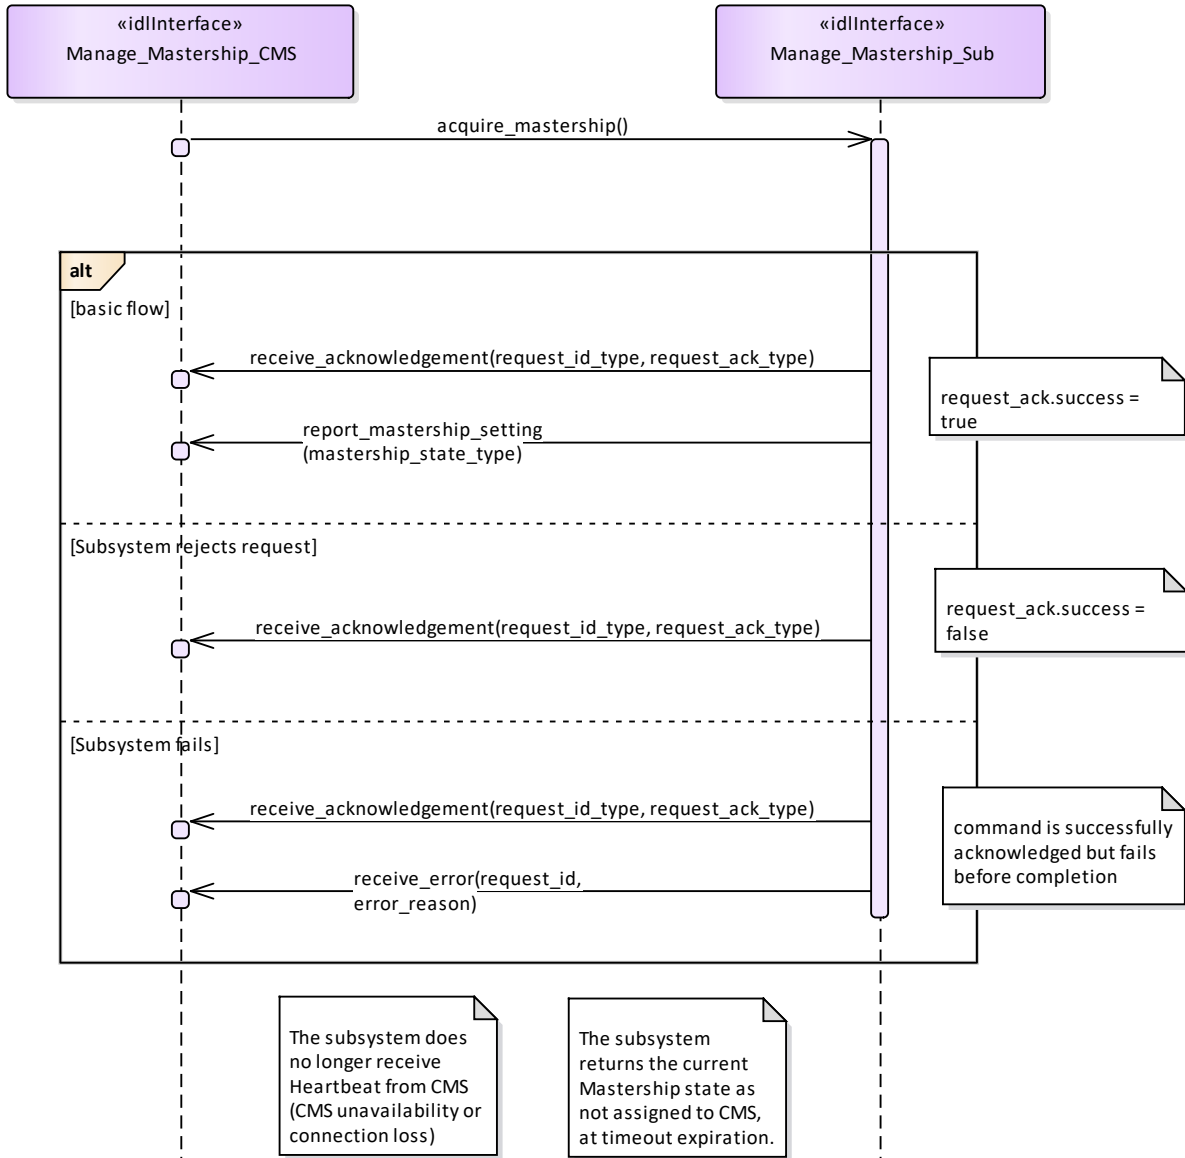 «idlInterface»
Manage_Mastership_CMS
«idlInterface»
Manage_Mastership_Sub
acquire_mastership()
alt
[basic flow]
receive_acknowledgement(request_id_type, request_ack_type)
request_ack.success =
true
report_mastership_setting
(mastership_state_type)
[Subsystem rejects request]
request_ack.success =
false
receive_acknowledgement(request_id_type, request_ack_type)
[Subsystem fails]
receive_acknowledgement(request_id_type, request_ack_type)
command is successfully
acknowledged but fails
before completion
receive_error(request_id,
error_reason)
The subsystem does
no longer receive
Heartbeat from CMS
(CMS unavailability or
connection loss)
The subsystem
returns the current
Mastership state as
not assigned to CMS,
at timeout expiration.